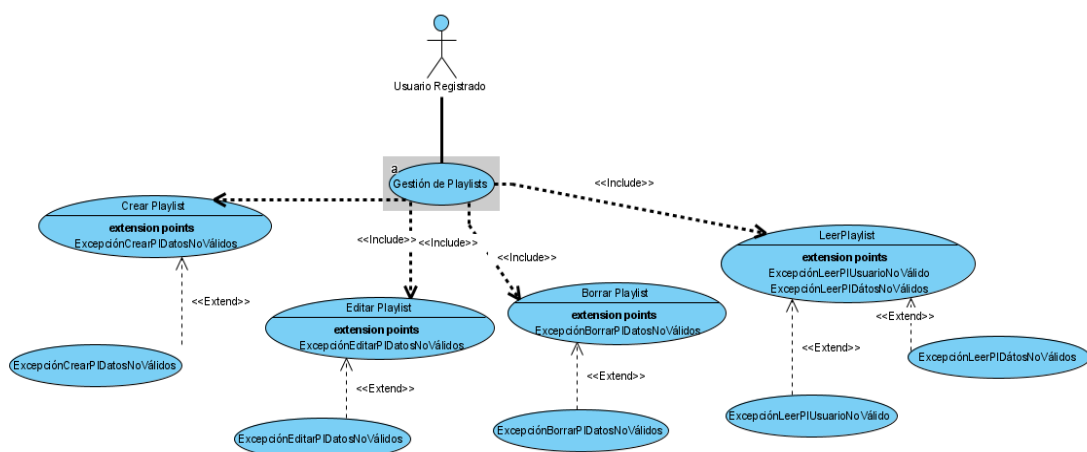 Usuario Registrado
a
Gestión de Playlists
<<Include>>
Crear Playlist
extension points
ExcepciónCrearPlDatosNoVálidos
<<Include>>
<<Include>>
<<Include>>
LeerPlaylist
extension points
ExcepciónLeerPlUsuarioNoVálido
ExcepciónLeerPlDátosNoVálidos
<<Extend>>
Editar Playlist
extension points
ExcepciónEditarPlDatosNoVálidos
Borrar Playlist
extension points
ExcepciónBorrarPlDatosNoVálidos
<<Extend>>
ExcepciónCrearPlDatosNoVálidos
<<Extend>>
<<Extend>>
<<Extend>>
ExcepciónLeerPlDátosNoVálidos
ExcepciónEditarPlDatosNoVálidos
ExcepciónBorrarPlDatosNoVálidos
ExcepciónLeerPlUsuarioNoVálido